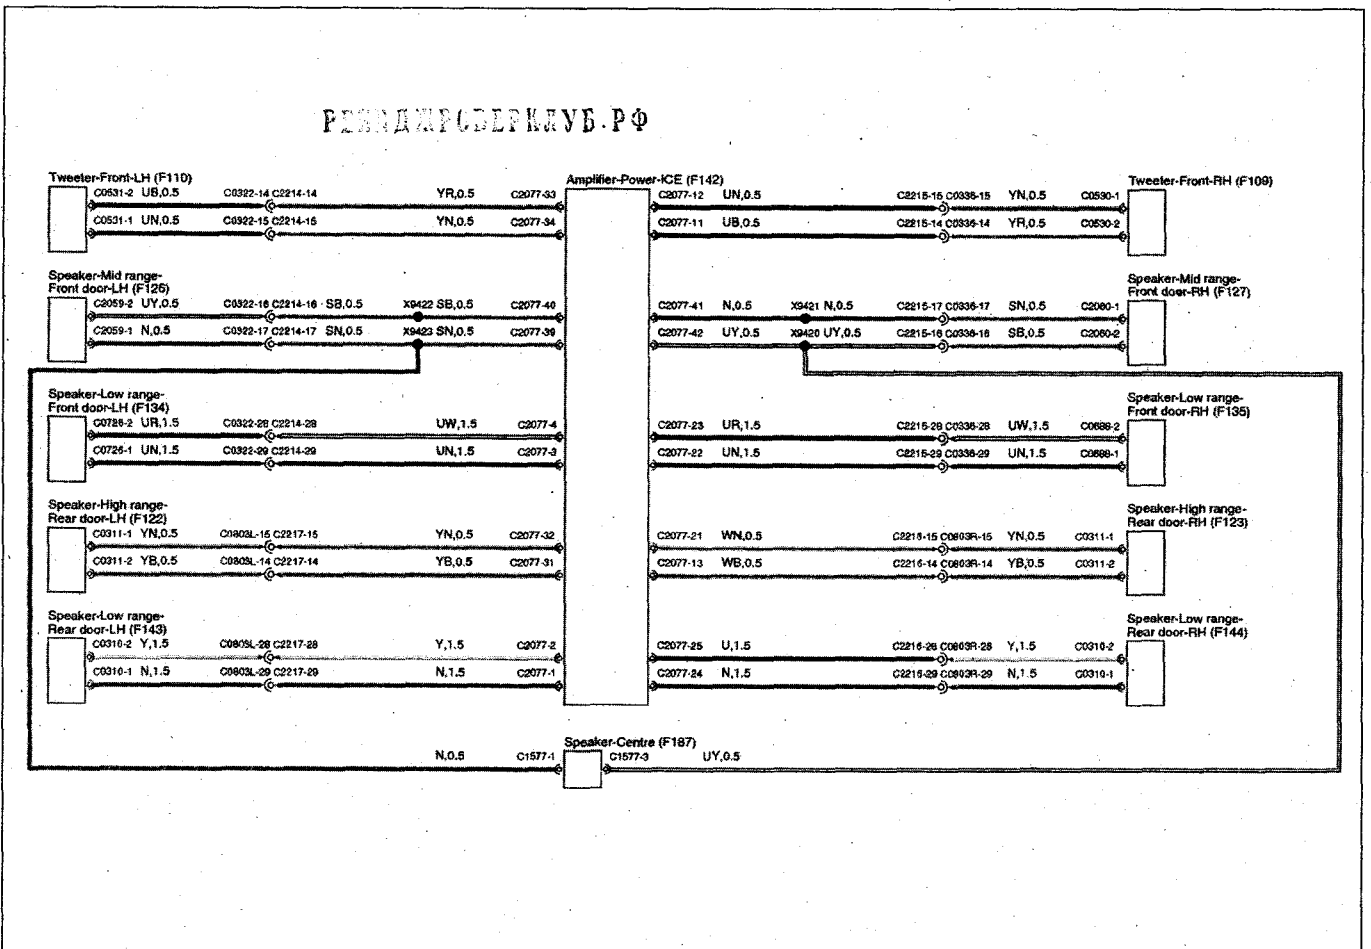 РЕНДЖРОВЕРКЛУБ.РФ
Tweeter-Front-LH (F110)
C0531-2 UB,0.5 C0322-14 C2214-14 YR,0.5 C2077-33
C0531-1 UN,0.5 C0322-15 C2214-15 YN,0.5 C2077-34
Speaker-Mid range-
Front door-LH (F126)
C2059-2 UY,0.5 C0322-16 C2214-16 SB,0.5 X9422 SB,0.5 C2077-40
C2059-1 N,0.5 C0322-17 C2214-17 SN,0.5 X9423 SN,0.5 C2077-39
Speaker-Low range-
Front door-LH (F134)
C0726-2 UR,1.5 C0322-28 C2214-28 UW,1.5 C2077-4
C0726-1 UN,1.5 C0322-29 C2214-29 UN,1.5 C2077-3
Speaker-High range-
Rear door-LH (F122)
C0311-1 YN,0.5 C0803L-15 C2217-15 YN,0.5 C2077-32
C0311-2 YB,0.5 C0803L-14 C2217-14 YB,0.5 C2077-31
Speaker-Low range-
Rear door-LH (F143)
C0310-2 Y,1.5 C0803L-28 C2217-28 Y,1.5 C2077-2
C0310-1 N,1.5 C0803L-29 C2217-29 N,1.5 C2077-1
Amplifier-Power-ICE (F142)
Tweeter-Front-RH (F109)
C2077-12 UN,0.5 C2215-15 C0336-15 YN,0.5 C0530-1
C2077-11 UB,0.5 C2215-14 C0336-14 YR,0.5 C0530-2
Speaker-Mid range-
Front door-RH (F127)
C2077-41 N,0.5 X9421 N,0.5 C2215-17 C0336-17 SN,0.5 C2060-1
C2077-42 UY,0.5 X9420 UY,0.5 C2215-16 C0336-16 SB,0.5 C2060-2
Speaker-Low range-
Front door-RH (F135)
C2077-23 UR,1.5 C2215-28 C0336-28 UW,1.5 C0688-2
C2077-22 UN,1.5 C2215-29 C0336-29 UN,1.5 C0688-1
Speaker-High range-
Rear door-RH (F123)
C2077-21 WN,0.5 C2216-15 C0803R-15 YN,0.5 C0311-1
C2077-13 WB,0.5 C2216-14 C0803R-14 YB,0.5 C0311-2
Speaker-Low range-
Rear door-RH (F144)
C2077-25 U,1.5 C2216-28 C0803R-28 Y,1.5 C0310-2
C2077-24 N,1.5 C2216-29 C0803R-29 N,1.5 C0310-1
Speaker-Centre (F187)
N,0.5 C1577-1 C1577-3 UY,0.5